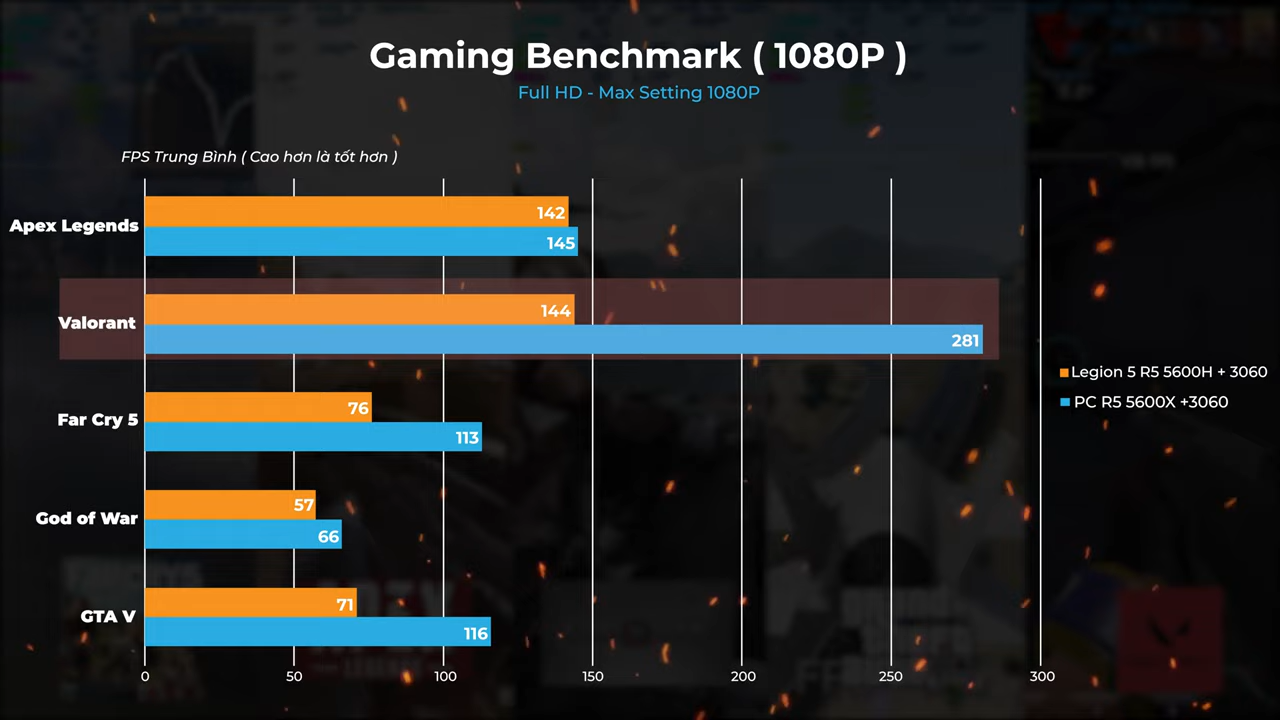 Gaming Benchmark ( 1080P )
Full HD - Max Setting 1080P
FPS Trung Bình ( Cao hơn là tốt hơn )
Apex Legends
142
145
Valorant
144
281
Far Cry 5
76
113
God of War
57
66
GTA V
71
116
0 50 100 150 200 250 300
Legion 5 R5 5600H + 3060
PC R5 5600X +3060